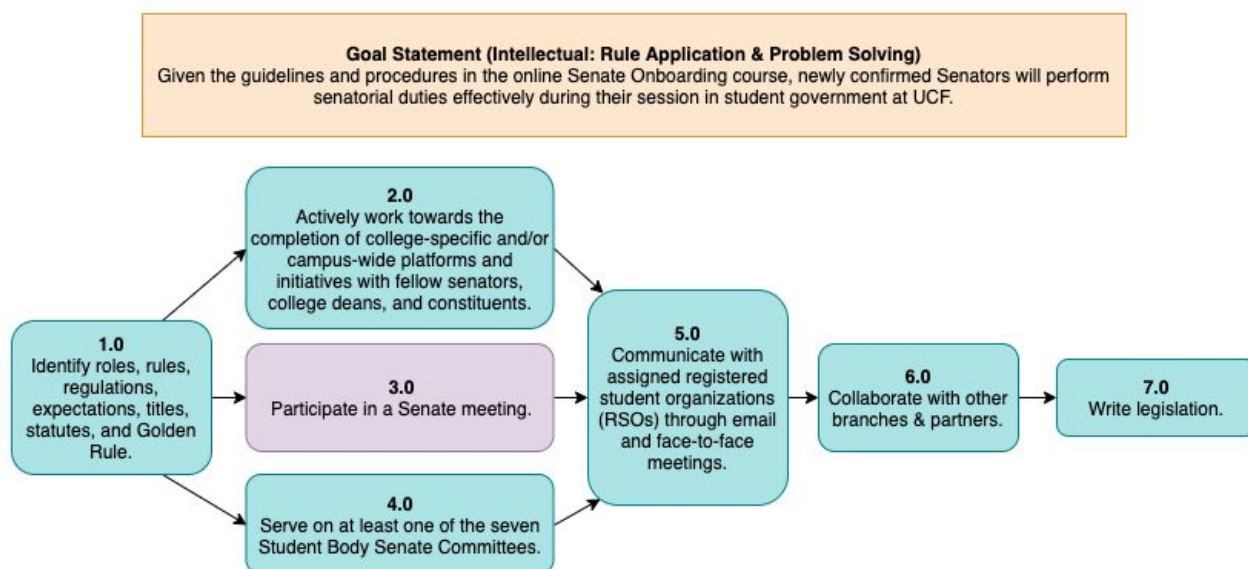 Goal Statement (Intellectual: Rule Application & Problem Solving)
Given the guidelines and procedures in the online Senate Onboarding course, newly confirmed Senators will perform
senatorial duties effectively during their session in student government at UCF.
1.0
Identify roles, rules,
regulations,
expectations, titles,
statutes, and Golden
Rule.
2.0
Actively work towards the
completion of college-specific and/or
campus-wide platforms and
initiatives with fellow senators,
college deans, and constituents.
3.0
Participate in a Senate meeting.
4.0
Serve on at least one of the seven
Student Body Senate Committees.
5.0
Communicate with
assigned registered
student organizations
(RSOs) through email
and face-to-face
meetings.
6.0
Collaborate with other
branches & partners.
7.0
Write legislation.